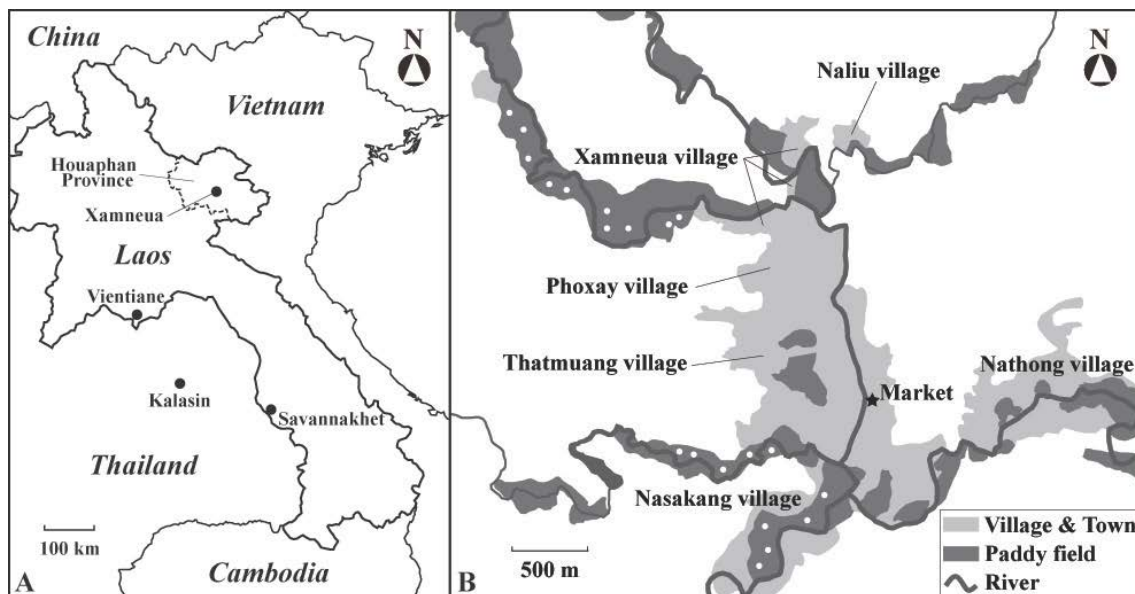 China
N
Vietnam
Houaphan
Province
Xamneua
Laos
Vientiane
Kalasin
Savannakhet
Thailand
100 km
A
Cambodia
N
Naliu village
Xamneua village
Phoxay village
Thatmuang village
Nathong village
Market
Nasakang village
500 m
B
Village & Town
Paddy field
River